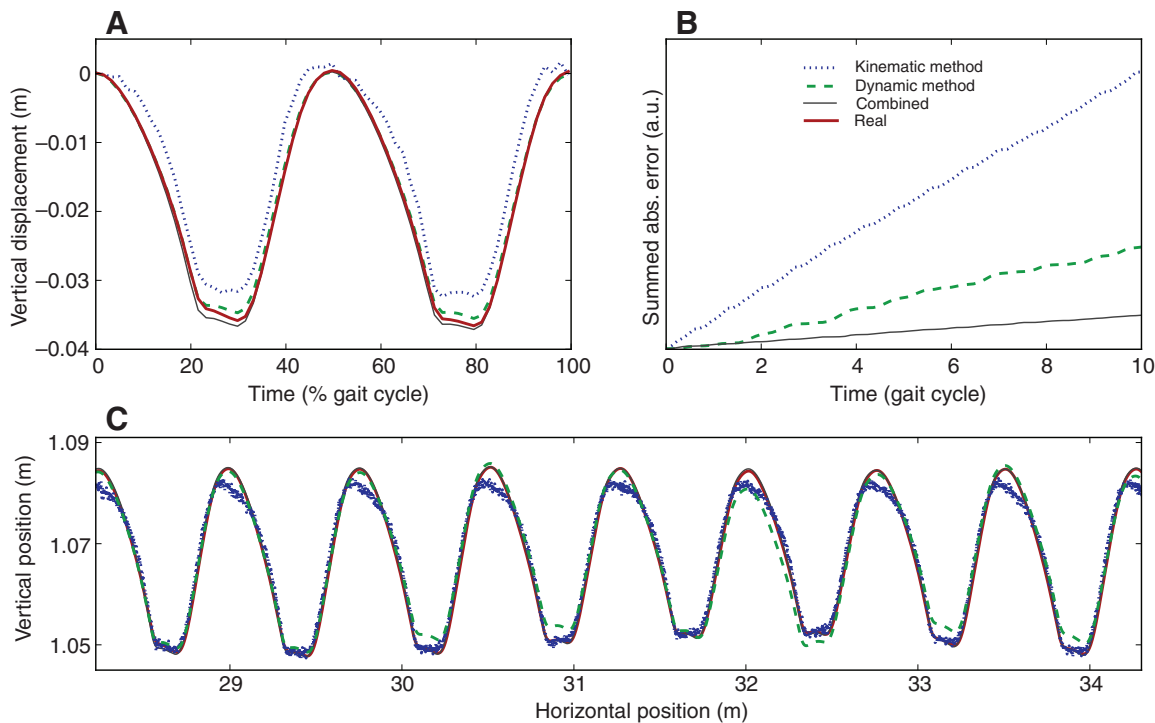 A
B
Vertical displacement (m)
0
−0.01
−0.02
−0.03
−0.04
0
20
40
60
80
100
Time (% gait cycle)
Summed abs. error (a.u.)
Kinematic method
Dynamic method
Combined
Real
0
2
4
6
8
10
Time (gait cycle)
C
Vertical position (m)
1.09
1.07
1.05
29
30
31
32
33
34
Horizontal position (m)